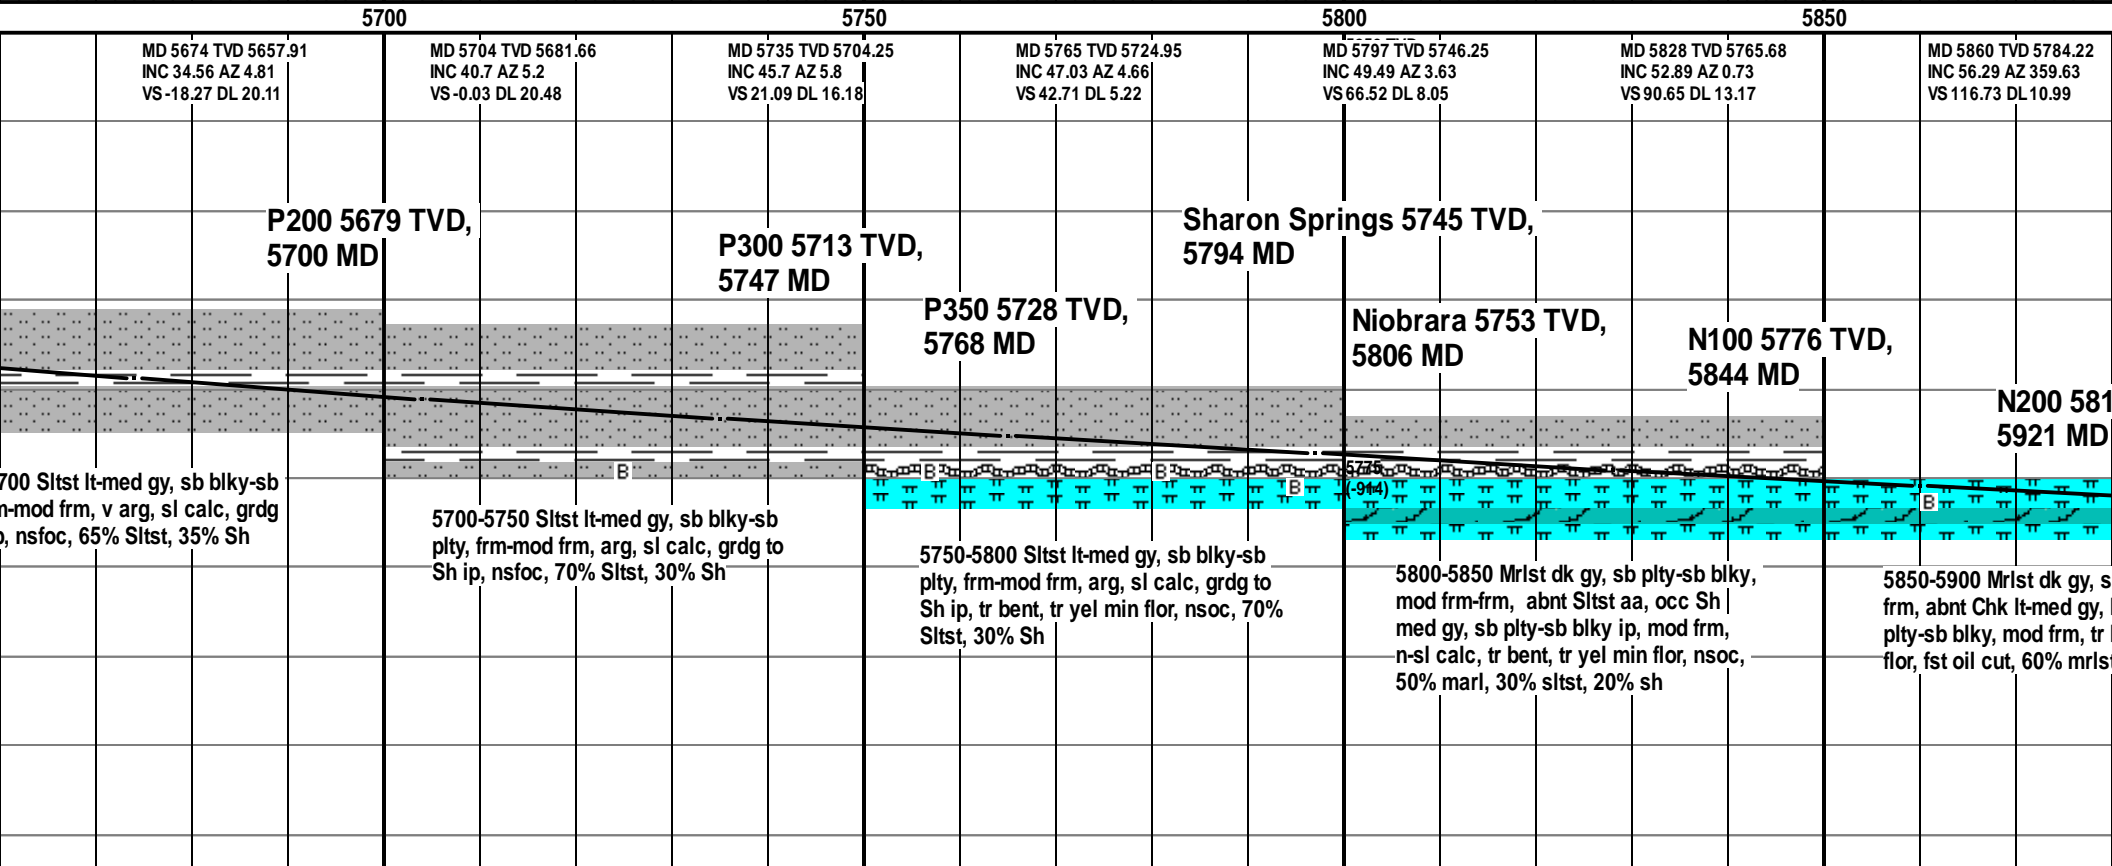 5700
5750
5800
5850
MD 5674 TVD 5657.91
INC 34.56 AZ 4.81
VS -18.27 DL 20.11
MD 5704 TVD 5681.66
INC 40.7 AZ 5.2
VS -0.03 DL 20.48
MD 5735 TVD 5704.25
INC 45.7 AZ 5.8
VS 21.09 DL 16.18
MD 5765 TVD 5724.95
INC 47.03 AZ 4.66
VS 42.71 DL 5.22
MD 5797 TVD 5746.25
INC 49.49 AZ 3.63
VS 66.52 DL 8.05
MD 5828 TVD 5765.68
INC 52.89 AZ 0.73
VS 90.65 DL 13.17
MD 5860 TVD 5784.22
INC 56.29 AZ 359.63
VS 116.73 DL 10.99
P200 5679 TVD,
5700 MD
P300 5713 TVD,
5747 MD
P350 5728 TVD,
5768 MD
Sharon Springs 5745 TVD,
5794 MD
Niobrara 5753 TVD,
5806 MD
N100 5776 TVD,
5844 MD
N200 581
5921 MD
B
B
B
B
B
5775
(-914)
700 Sltst lt-med gy, sb blky-sb
-mod frm, v arg, sl calc, grdg
, nsfoc, 65% Sltst, 35% Sh
5700-5750 Sltst lt-med gy, sb blky-sb
plty, frm-mod frm, arg, sl calc, grdg to
Sh ip, nsfoc, 70% Sltst, 30% Sh
5750-5800 Sltst lt-med gy, sb blky-sb
plty, frm-mod frm, arg, sl calc, grdg to
Sh ip, tr bent, tr yel min flor, nsoc, 70%
Sltst, 30% Sh
5800-5850 Mrlst dk gy, sb plty-sb blky,
mod frm-frm, abnt Sltst aa, occ Sh
med gy, sb plty-sb blky ip, mod frm,
n-sl calc, tr bent, tr yel min flor, nsoc,
50% marl, 30% sltst, 20% sh
5850-5900 Mrlst dk gy, s
frm, abnt Chk lt-med gy,
plty-sb blky, mod frm, tr
flor, fst oil cut, 60% mrlst